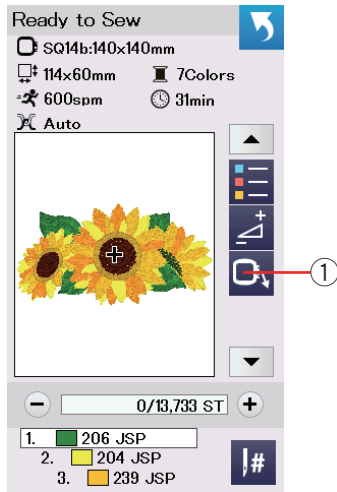 Ready to Sew
SQ14b:140x140mm
114x60mm 7Colors
600spm 31min
Auto
+
1
− 0/13,733 ST +
1. 206 JSP
2. 204 JSP
3. 239 JSP
#